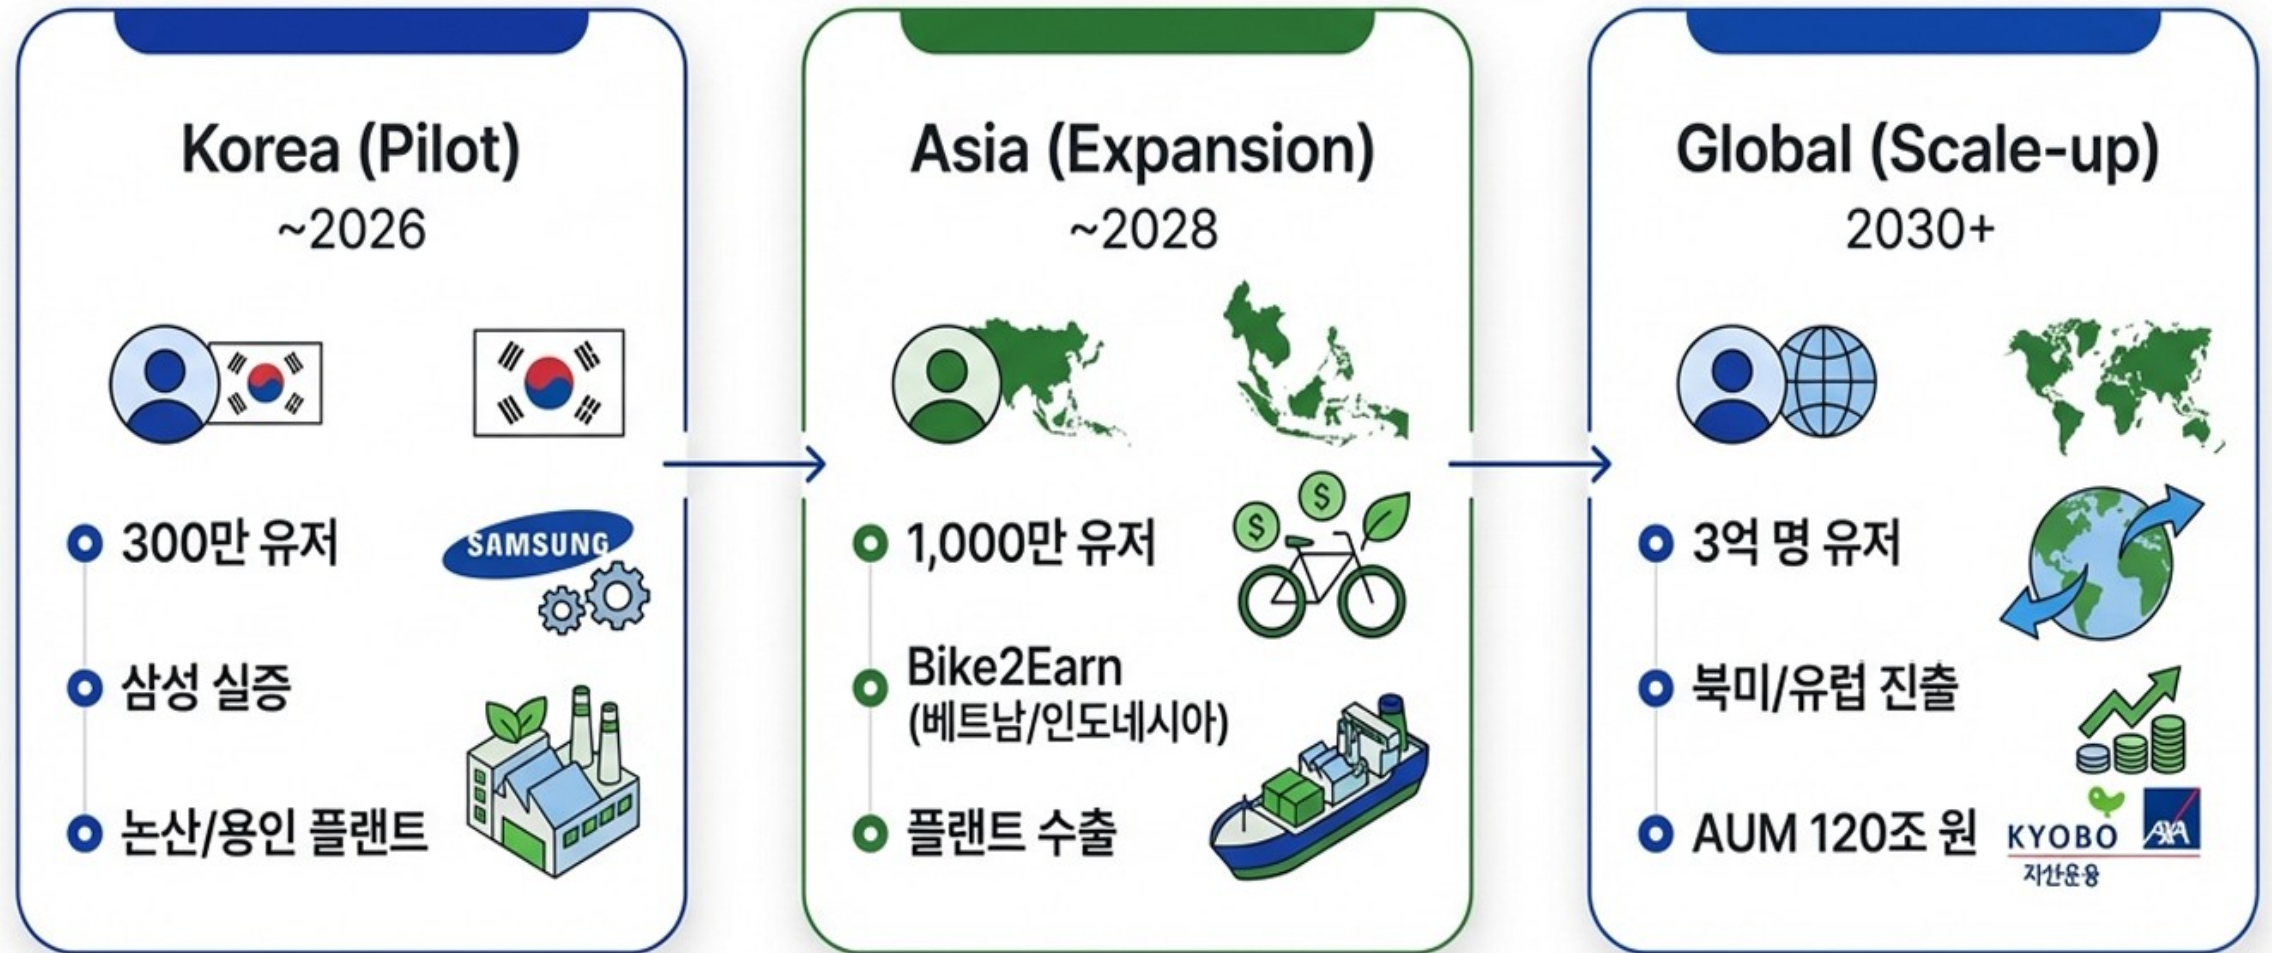 Korea (Pilot)
~2026
300만 유저
SAMSUNG
삼성 실증
논산/용인 플랜트
Asia (Expansion)
~2028
$
$
1,000만 유저
Bike2Earn
(베트남/인도네시아)
플랜트 수출
Global (Scale-up)
2030+
3억 명 유저
북미/유럽 진출
AUM 120조 원
KYOBO
AXA
자산운용